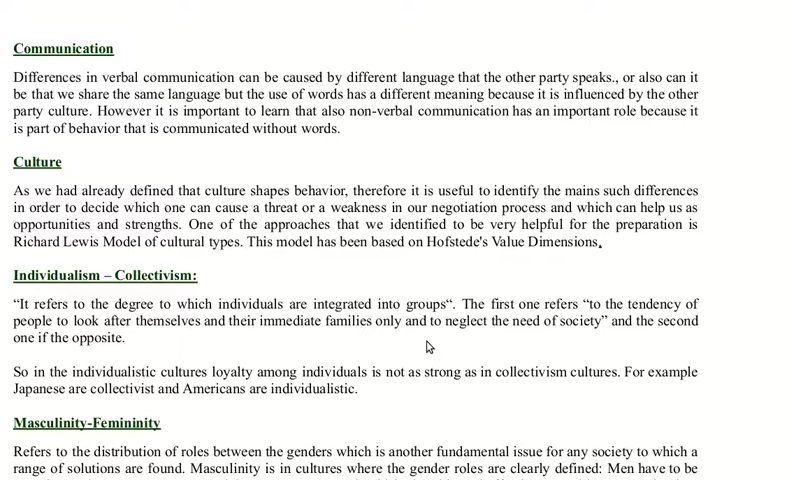 Communication
Differences in verbal communication can be caused by different language that the other party speaks., or also can it
be that we share the same language but the use of words has a different meaning because it is influenced by the other
party culture. However it is important to learn that also non-verbal communication has an important role because it
is part of behavior that is communicated without words.
Culture
As we had already defined that culture shapes behavior, therefore it is useful to identify the mains such differences
in order to decide which one can cause a threat or a weakness in our negotiation process and which can help us as
opportunities and strengths. One of the approaches that we identified to be very helpful for the preparation is
Richard Lewis Model of cultural types. This model has been based on Hofstede's Value Dimensions.
Individualism – Collectivism:
“It refers to the degree to which individuals are integrated into groups“. The first one refers “to the tendency of
people to look after themselves and their immediate families only and to neglect the need of society” and the second
one if the opposite.
So in the individualistic cultures loyalty among individuals is not as strong as in collectivism cultures. For example
Japanese are collectivist and Americans are individualistic.
Masculinity-Femininity
Refers to the distribution of roles between the genders which is another fundamental issue for any society to which a
range of solutions are found. Masculinity is in cultures where the gender roles are clearly defined: Men have to be